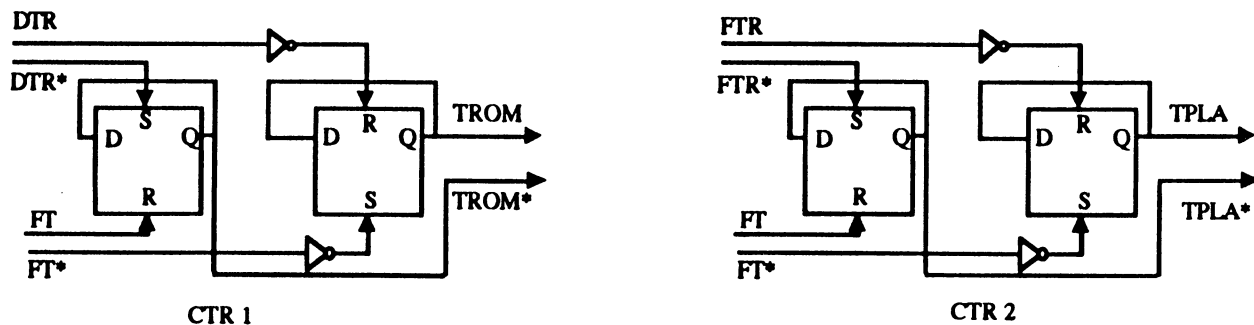 DTR
DTR*
S
D
Q
R
FT
FT*
R
D
Q
S
TROM
TROM*
CTR 1
FTR
FTR*
S
D
Q
R
FT
FT*
R
D
Q
S
TPLA
TPLA*
CTR 2